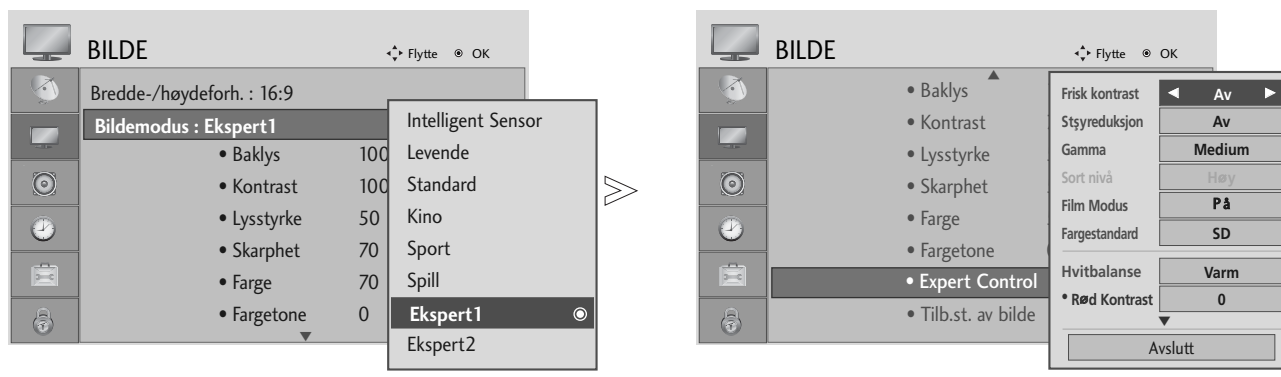 BILDE
Flytte OK
Bredde-/høydeforh. : 16:9
Bildemodus : Ekspert1
• Baklys 100
• Kontrast 100
• Lysstyrke 50
• Skarphet 70
• Farge 70
• Fargetone 0
Intelligent Sensor
Levende
Standard
Kino
Sport
Spill
Ekspert1
Ekspert2
BILDE
Flytte OK
• Baklys
• Kontrast
• Lysstyrke
• Skarphet
• Farge
• Fargetone
• Expert Control
• Tilb.st. av bilde
Frisk kontrast Av
Stşyreduksjon Av
Gamma Medium
Sort nivå Høy
Film Modus På
Fargestandard SD
Hvitbalanse Varm
• Rød Kontrast 0
Avslutt